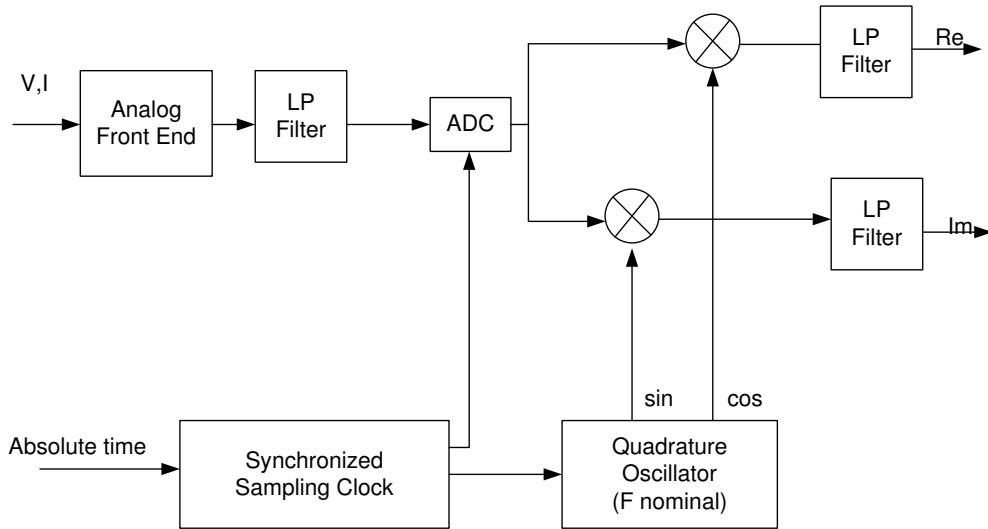 V,I
Analog
Front End
LP
Filter
ADC
LP
Filter
Re
LP
Filter
Im
sin
cos
Absolute time
Synchronized
Sampling Clock
Quadrature
Oscillator
(F nominal)